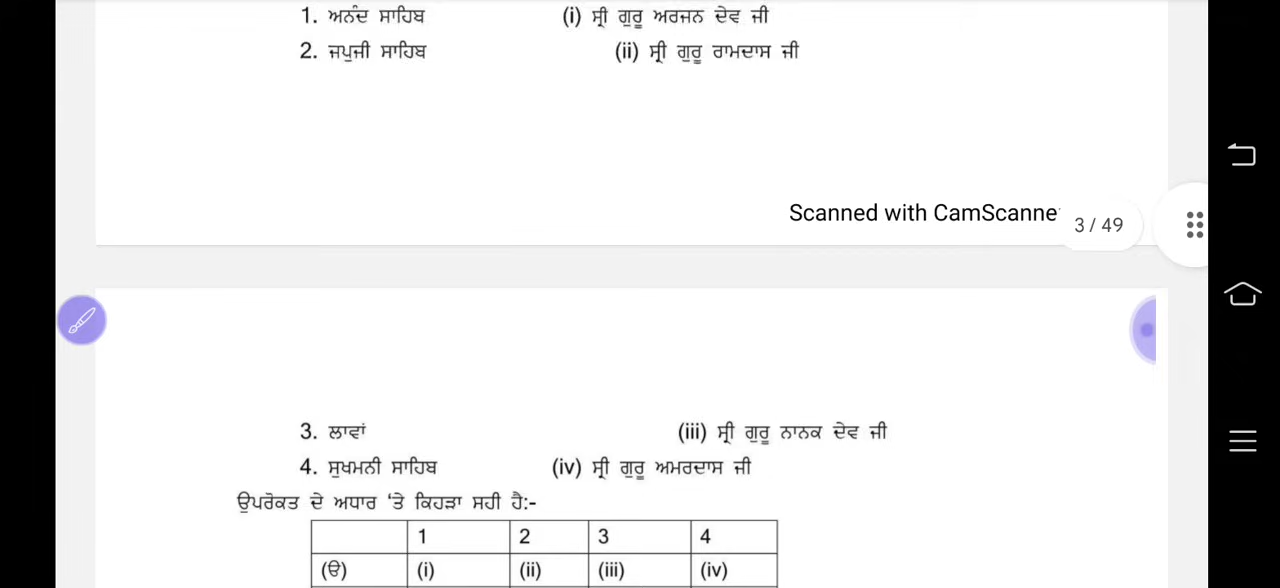 1. ਅਨੰਦ ਸਾਹਿਬ (i) ਸ੍ਰੀ ਗੁਰੂ ਅਰਜਨ ਦੇਵ ਜੀ
2. ਜਪੁਜੀ ਸਾਹਿਬ (ii) ਸ੍ਰੀ ਗੁਰੂ ਰਾਮਦਾਸ ਜੀ
Scanned with CamScanne
3 / 49
3. ਲਾਵਾਂ (iii) ਸ੍ਰੀ ਗੁਰੂ ਨਾਨਕ ਦੇਵ ਜੀ
4. ਸੁਖਮਨੀ ਸਾਹਿਬ (iv) ਸ੍ਰੀ ਗੁਰੂ ਅਮਰਦਾਸ ਜੀ
ਉਪਰੋਕਤ ਦੇ ਅਧਾਰ 'ਤੇ ਕਿਹੜਾ ਸਹੀ ਹੈ:-
1 2 3 4
(ੳ) (i) (ii) (iii) (iv)